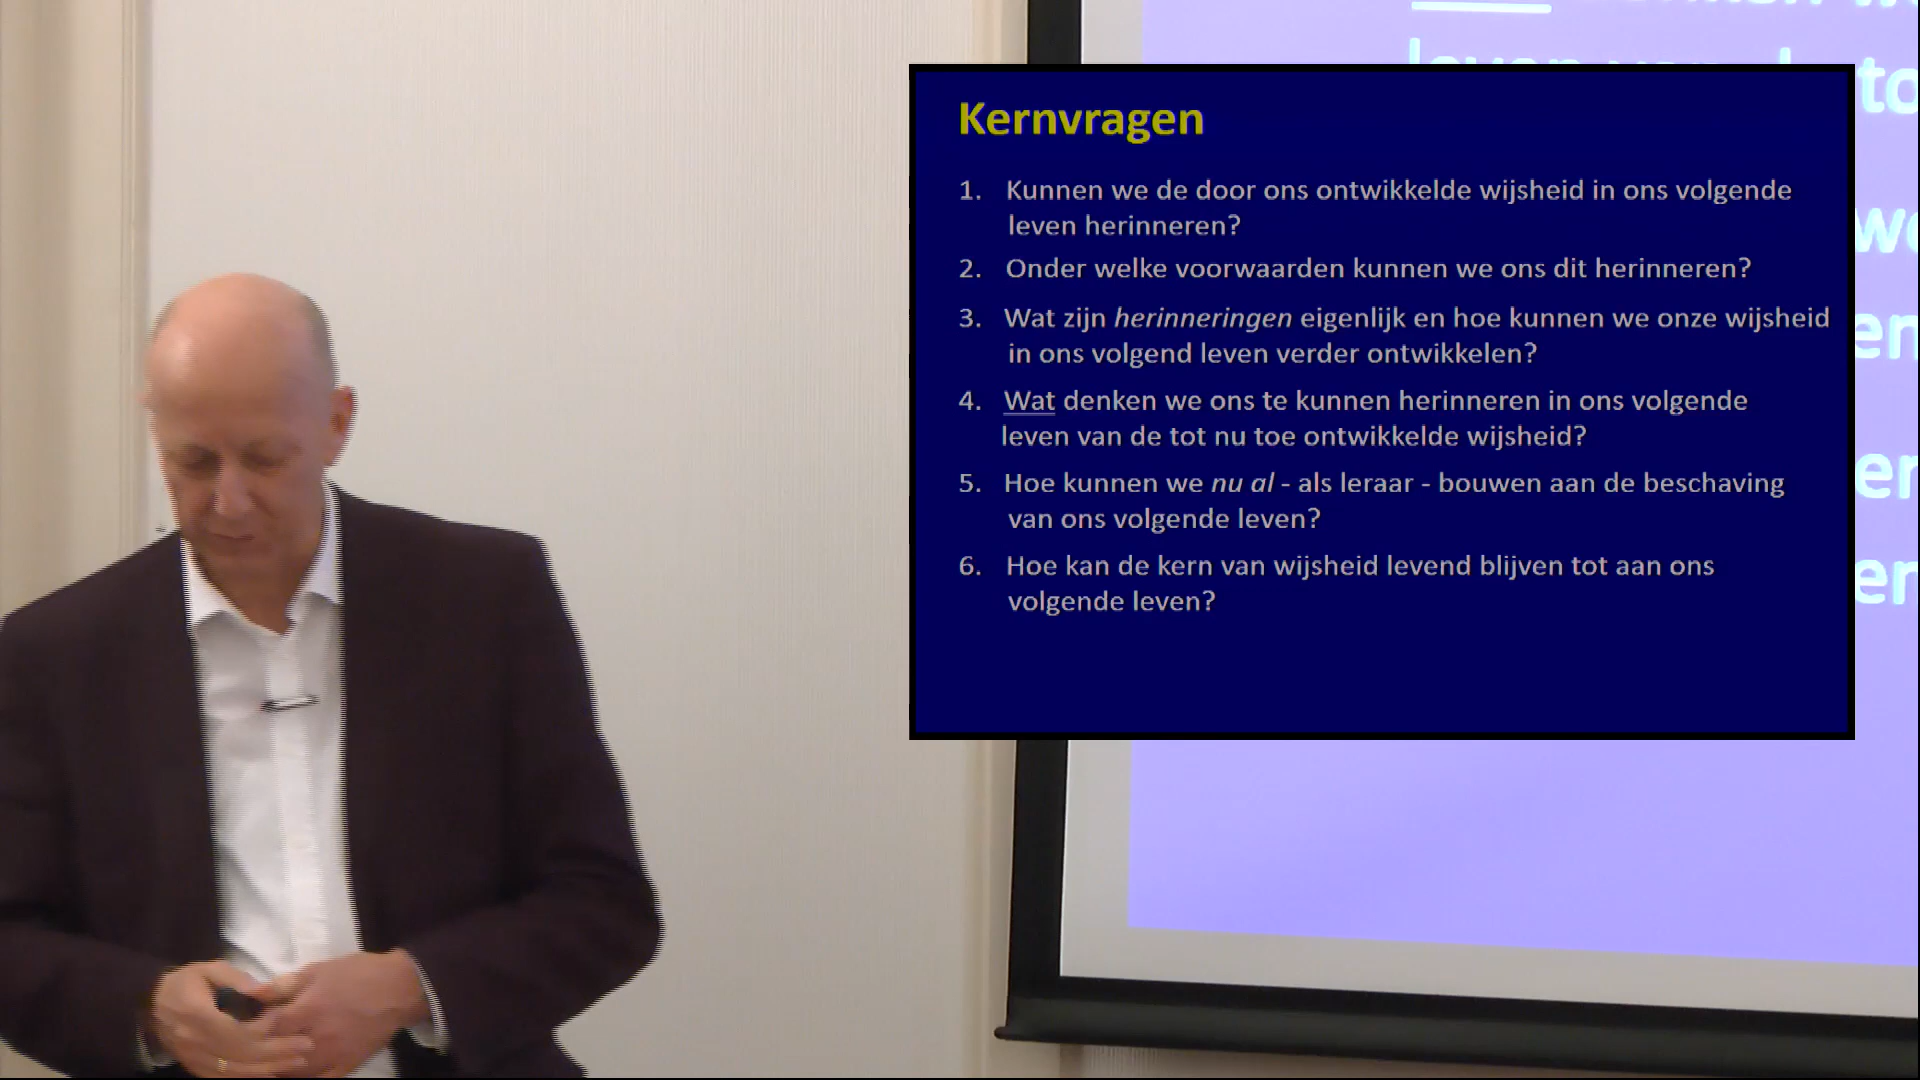 Kernvragen
1. Kunnen we de door ons ontwikkelde wijsheid in ons volgende
leven herinneren?
2. Onder welke voorwaarden kunnen we ons dit herinneren?
3. Wat zijn herinneringen eigenlijk en hoe kunnen we onze wijsheid
in ons volgend leven verder ontwikkelen?
4. Wat denken we ons te kunnen herinneren in ons volgende
leven van de tot nu toe ontwikkelde wijsheid?
5. Hoe kunnen we nu al - als leraar - bouwen aan de beschaving
van ons volgende leven?
6. Hoe kan de kern van wijsheid levend blijven tot aan ons
volgende leven?